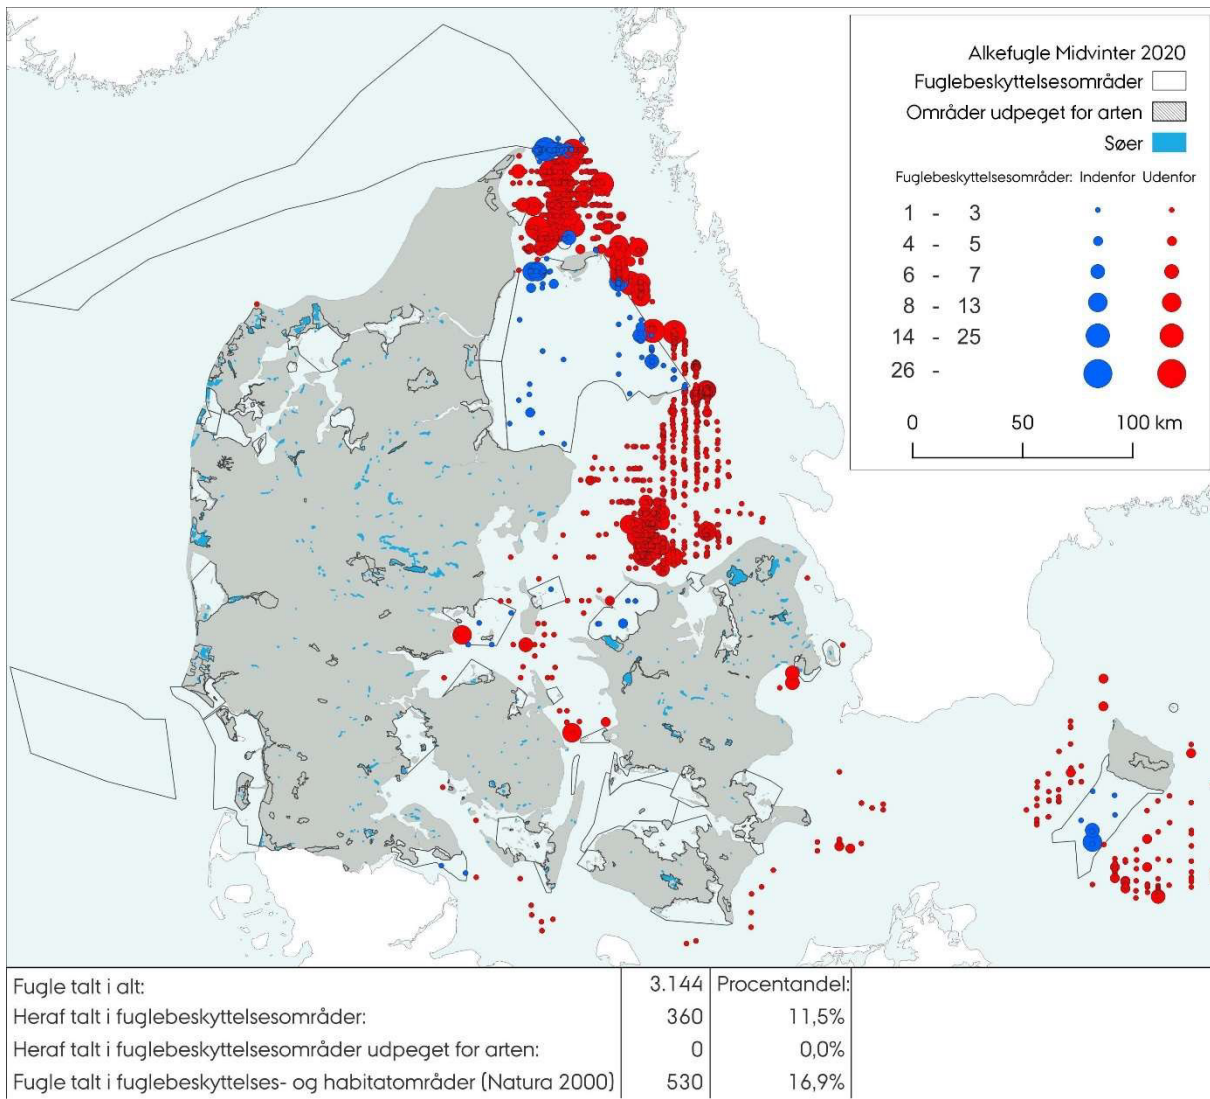 Alkefugle Midvinter 2020
Fuglebeskyttelsesområder
Områder udpeget for arten
Søer
Fuglebeskyttelsesområder: Indenfor Udenfor
1 - 3
4 - 5
6 - 7
8 - 13
14 - 25
26 -
0 50 100 km
Fugle talt i alt: 3.144 Procentandel:
Heraf talt i fuglebeskyttelsesområder: 360 11,5%
Heraf talt i fuglebeskyttelsesområder udpeget for arten: 0 0,0%
Fugle talt i fuglebeskyttelses- og habitatområder (Natura 2000) 530 16,9%